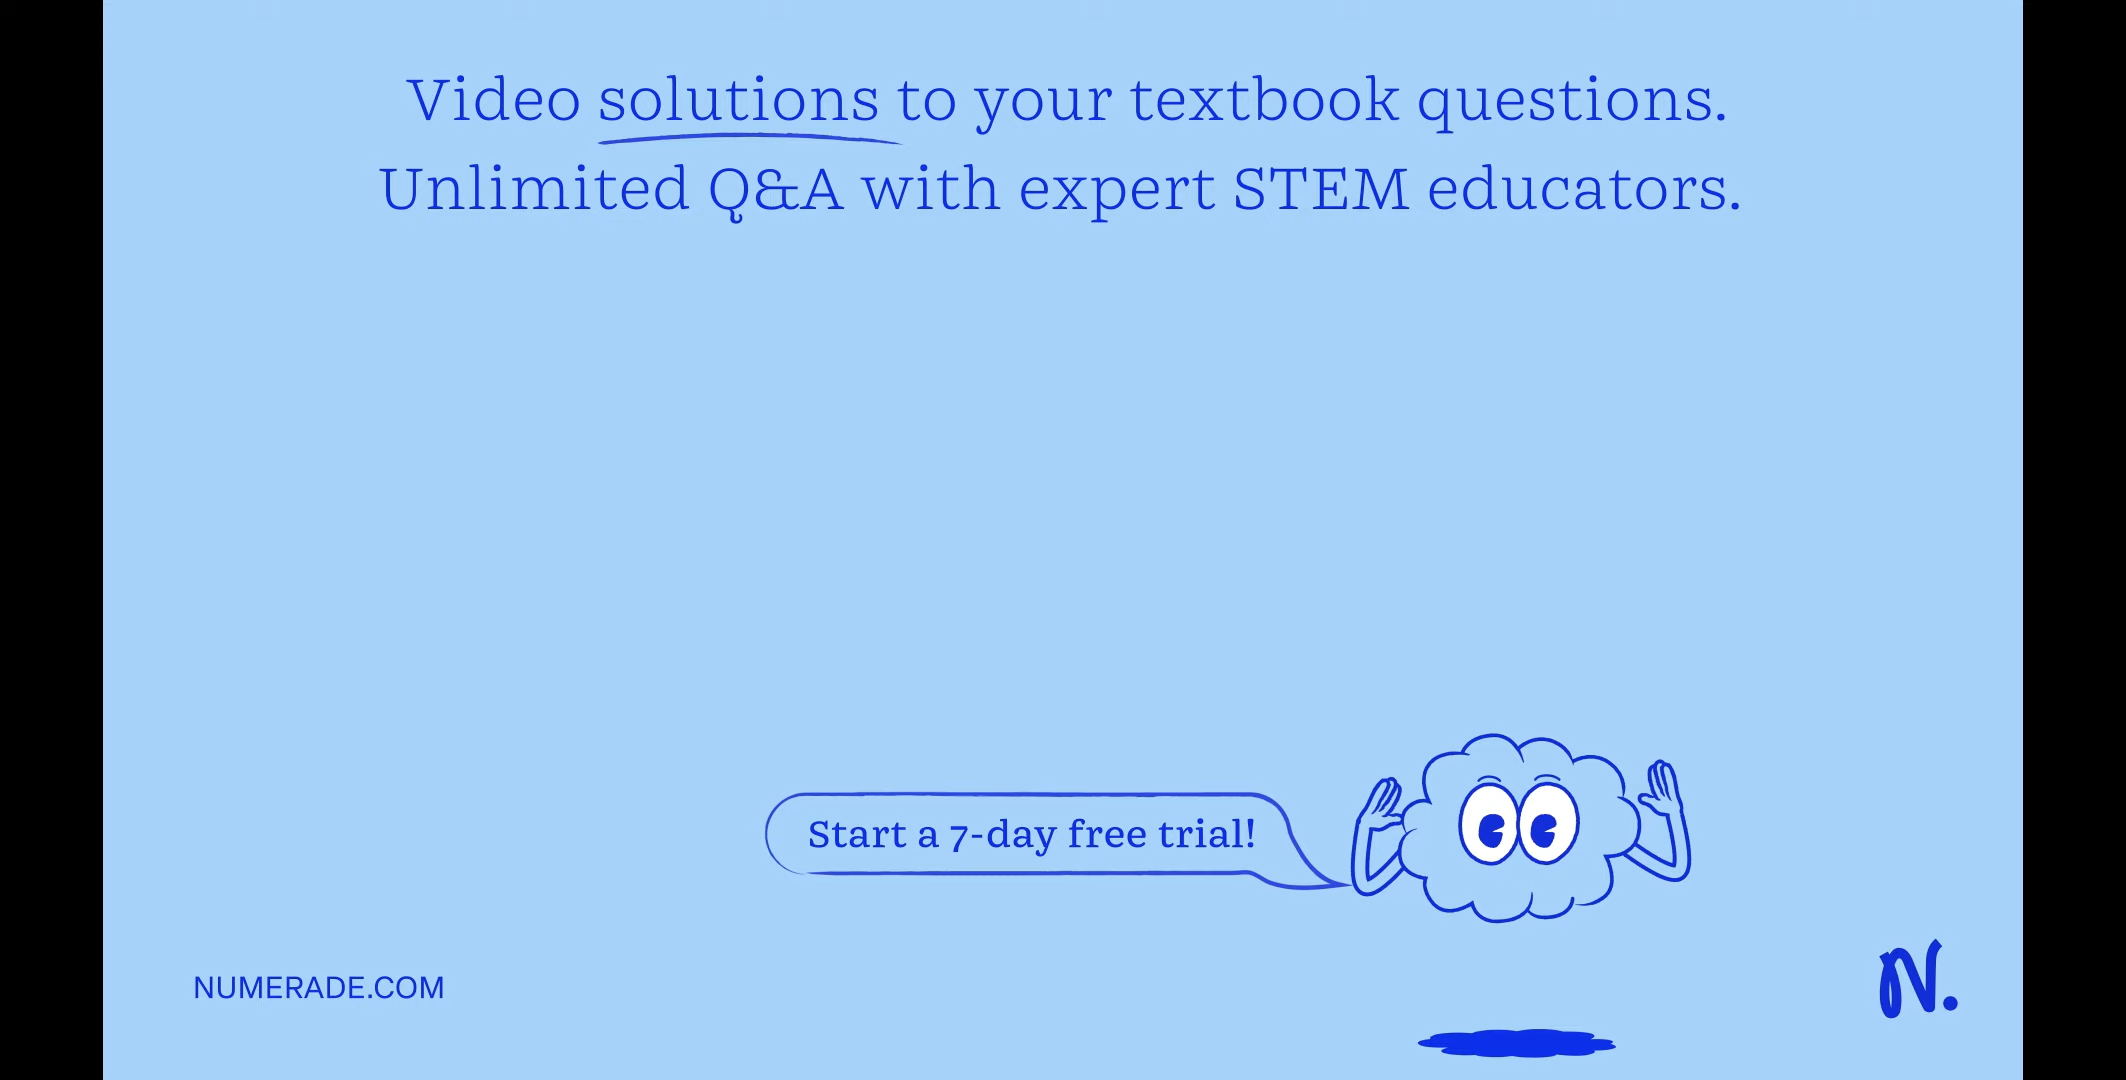 Video solutions to your textbook questions.
Unlimited Q&A with expert STEM educators.
Start a 7-day free trial!
NUMERADE.COM
N.